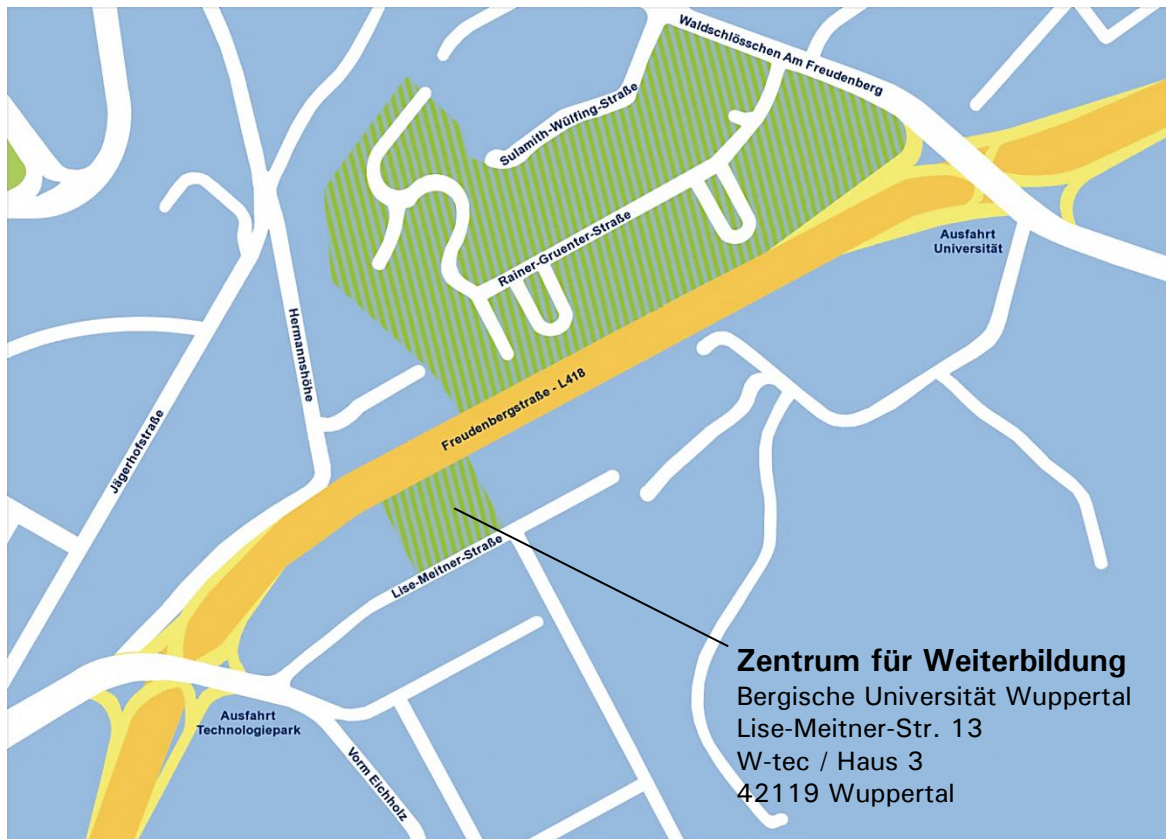 Waldschlösschen Am Freudenberg
Sulamith-Wülfing-Straße
Rainer-Gruenter-Straße
Ausfahrt
Universität
Hermannshöhe
Freudenbergstraße - L418
Jägerhofstraße
Lise-Meitner-Straße
Zentrum für Weiterbildung
Bergische Universität Wuppertal
Lise-Meitner-Str. 13
W-tec / Haus 3
42119 Wuppertal
Ausfahrt
Technologiepark
Vorm Eichholz